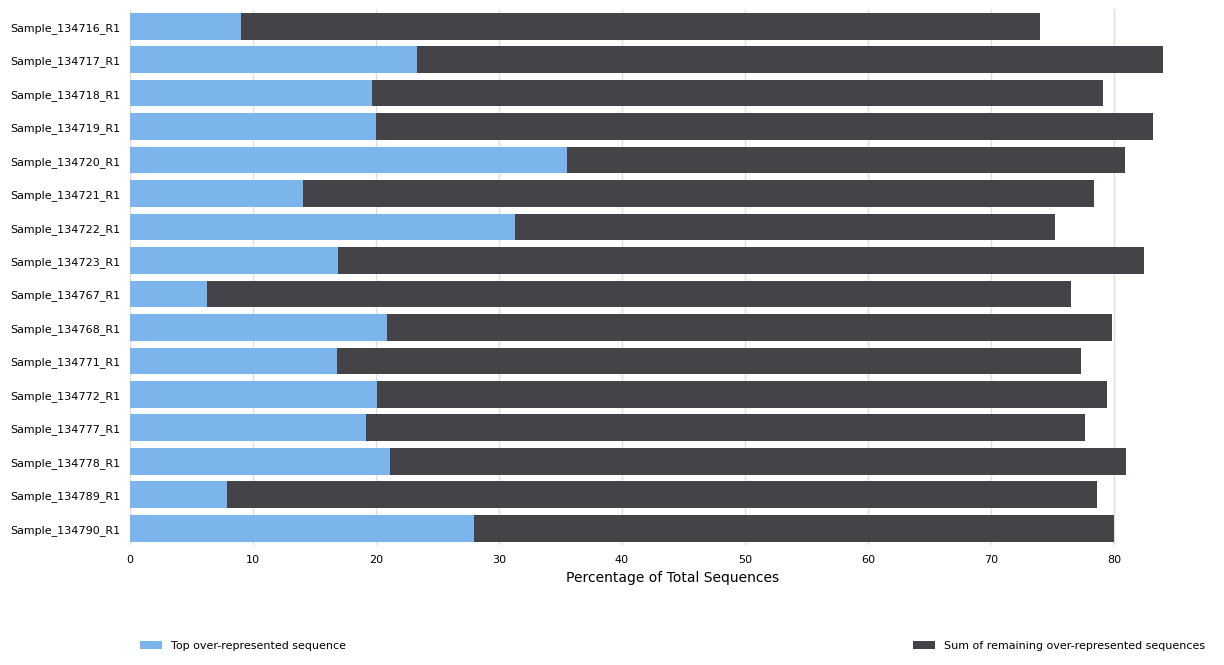 Sample_134716_R1
Sample_134717_R1
Sample_134718_R1
Sample_134719_R1
Sample_134720_R1
Sample_134721_R1
Sample_134722_R1
Sample_134723_R1
Sample_134767_R1
Sample_134768_R1
Sample_134771_R1
Sample_134772_R1
Sample_134777_R1
Sample_134778_R1
Sample_134789_R1
Sample_134790_R1
0 10 20 30 40 50 60 70 80
Percentage of Total Sequences
Top over-represented sequence Sum of remaining over-represented sequences